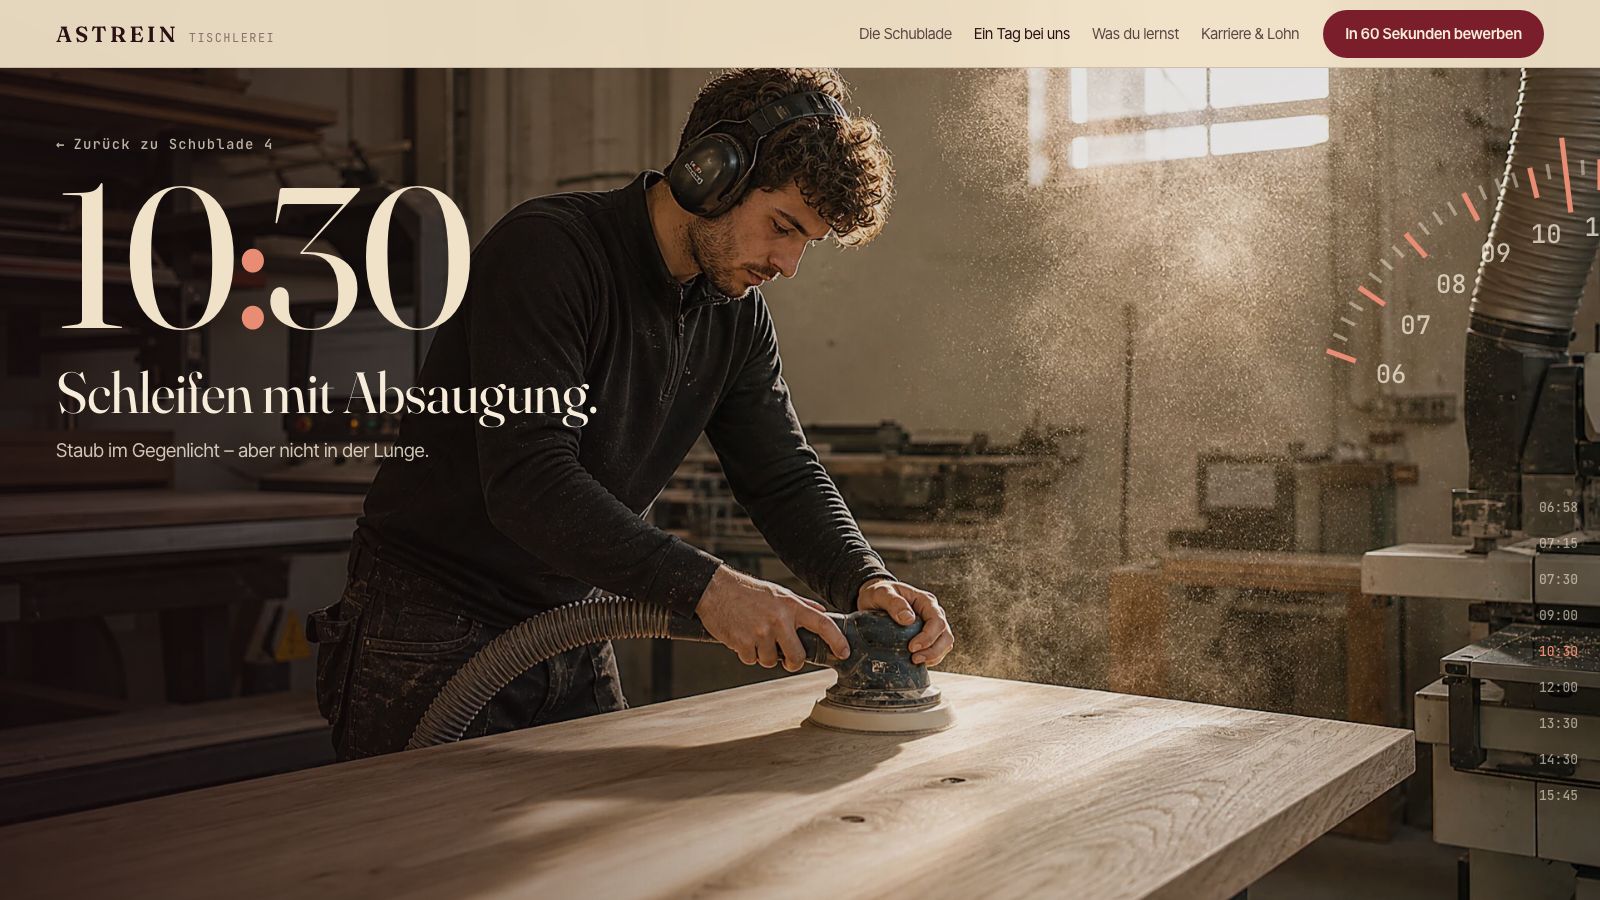 ASTREIN TISCHLEREI
Die Schublade
Ein Tag bei uns
Was du lernst
Karriere & Lohn
In 60 Sekunden bewerben
← Zurück zu Schublade 4
10:30
Schleifen mit Absaugung.
Staub im Gegenlicht – aber nicht in der Lunge.
06
07
08
09
10
06:58
07:15
07:30
09:00
10:30
12:00
13:30
14:30
15:45